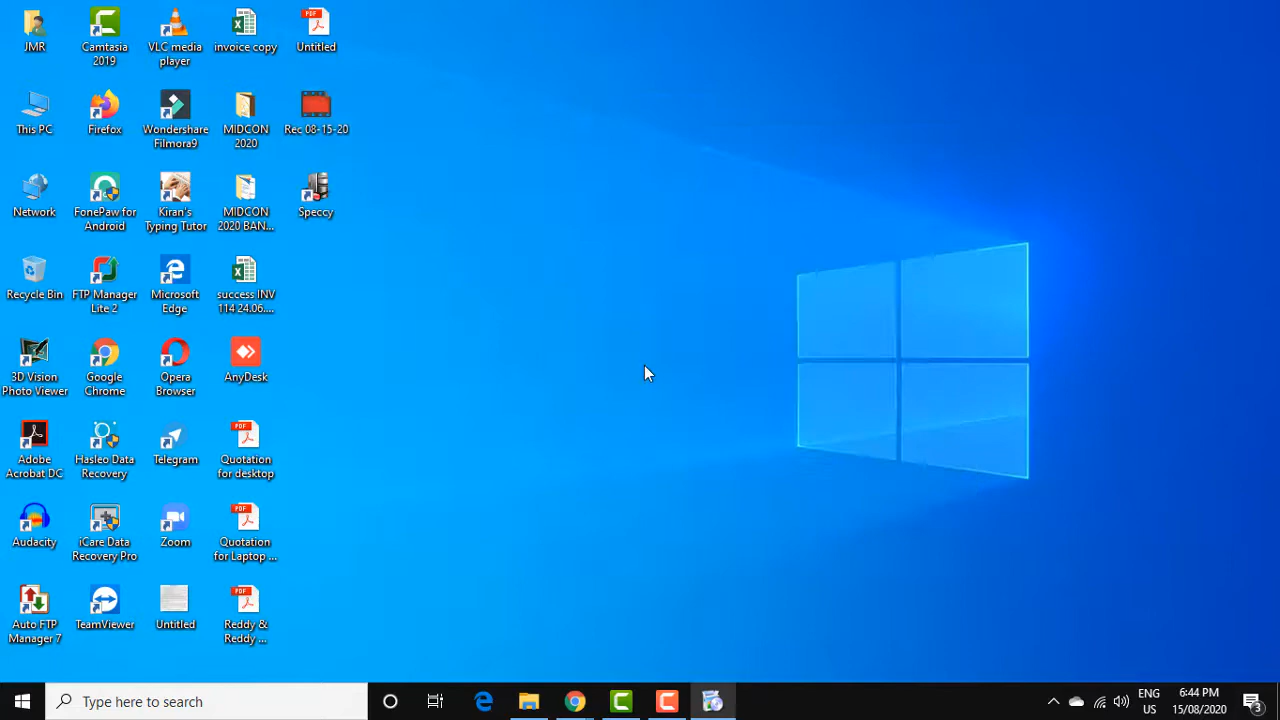 JMR
Camtasia
2019
VLC media
player
invoice copy
PDF
Untitled
This PC
Firefox
Wondershare
Filmora9
MIDCON
2020
Rec 08-15-20
Network
FonePaw for
Android
Kiran's
Typing Tutor
MIDCON
2020 BAN...
Speccy
Recycle Bin
FTP Manager
Lite 2
Microsoft
Edge
success INV
114 24.06....
3D Vision
Photo Viewer
Google
Chrome
Opera
Browser
AnyDesk
Adobe
Acrobat DC
Hasleo Data
Recovery
Telegram
PDF
Quotation
for desktop
Audacity
iCare Data
Recovery Pro
Zoom
PDF
Quotation
for Laptop ...
Auto FTP
Manager 7
TeamViewer
Untitled
PDF
Reddy &
Reddy ...
Type here to search
ENG
US
6:44 PM
15/08/2020
3